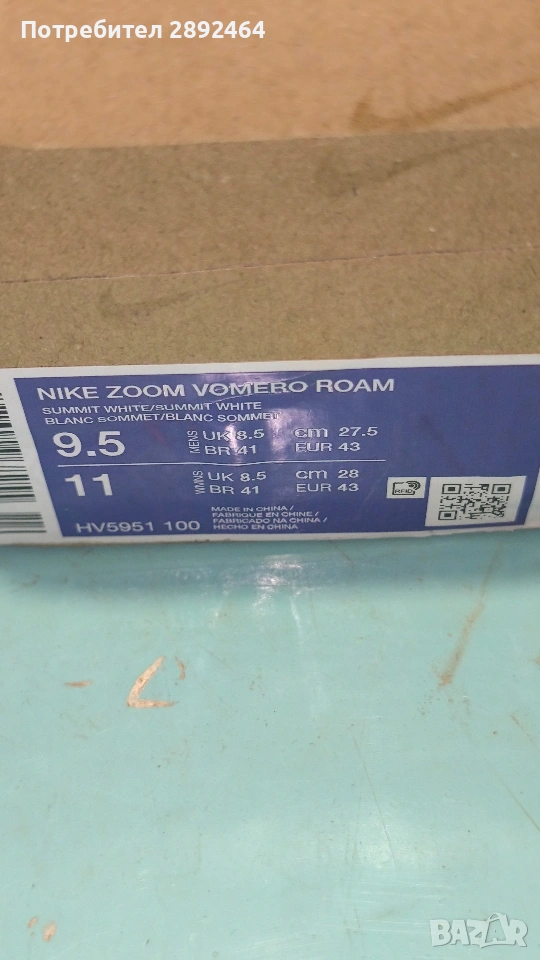 Потребител 2892464
NIKE ZOOM VOMERO ROAM
SUMMIT WHITE/SUMMIT WHITE
BLANC SOMMET/BLANC SOMMET
9.5 MENS UK 8.5 cm 27.5
BR 41 EUR 43
11 WMNS UK 8.5 cm 28
BR 41 EUR 43
RFID
HV5951 100
MADE IN CHINA /
FABRIQUE EN CHINE /
FABRICADO NA CHINA /
HECHO EN CHINA
BAZAR